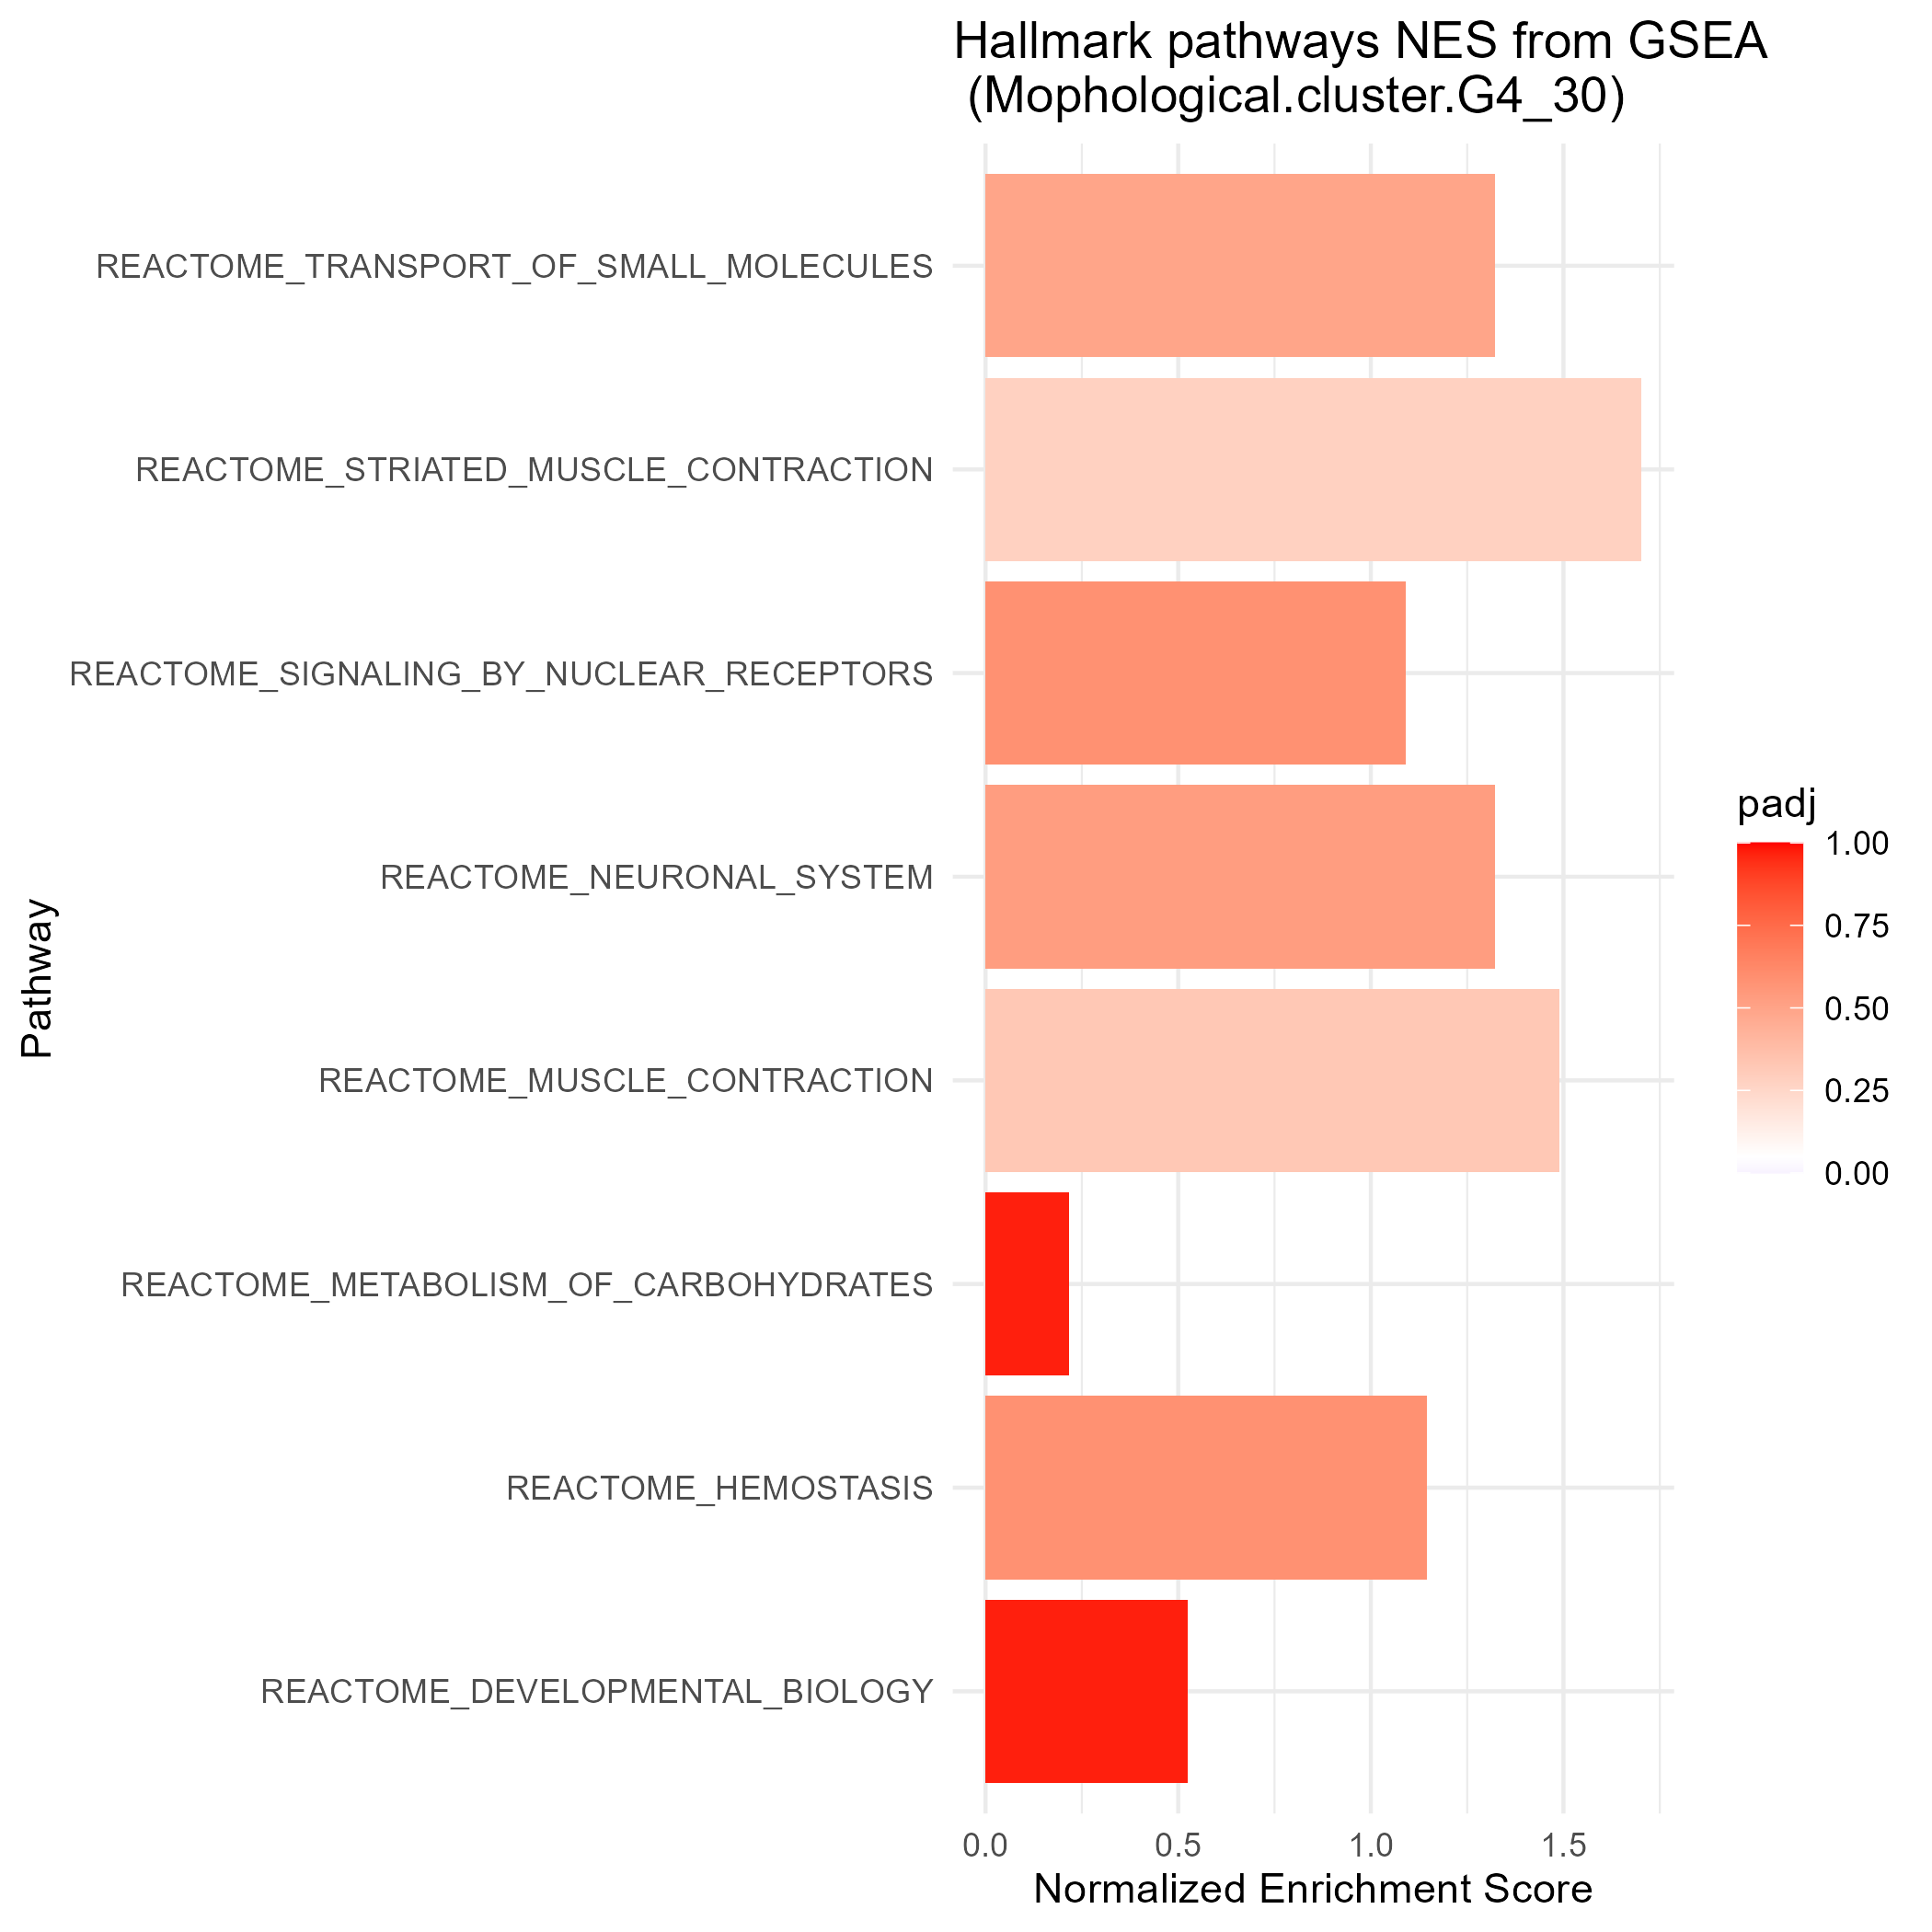 Hallmark pathways NES from GSEA
(Mophological.cluster.G4_30)
REACTOME_TRANSPORT_OF_SMALL_MOLECULES
REACTOME_STRIATED_MUSCLE_CONTRACTION
REACTOME_SIGNALING_BY_NUCLEAR_RECEPTORS
REACTOME_NEURONAL_SYSTEM
REACTOME_MUSCLE_CONTRACTION
REACTOME_METABOLISM_OF_CARBOHYDRATES
REACTOME_HEMOSTASIS
REACTOME_DEVELOPMENTAL_BIOLOGY
Pathway
0.0 0.5 1.0 1.5
Normalized Enrichment Score
padj
1.00
0.75
0.50
0.25
0.00